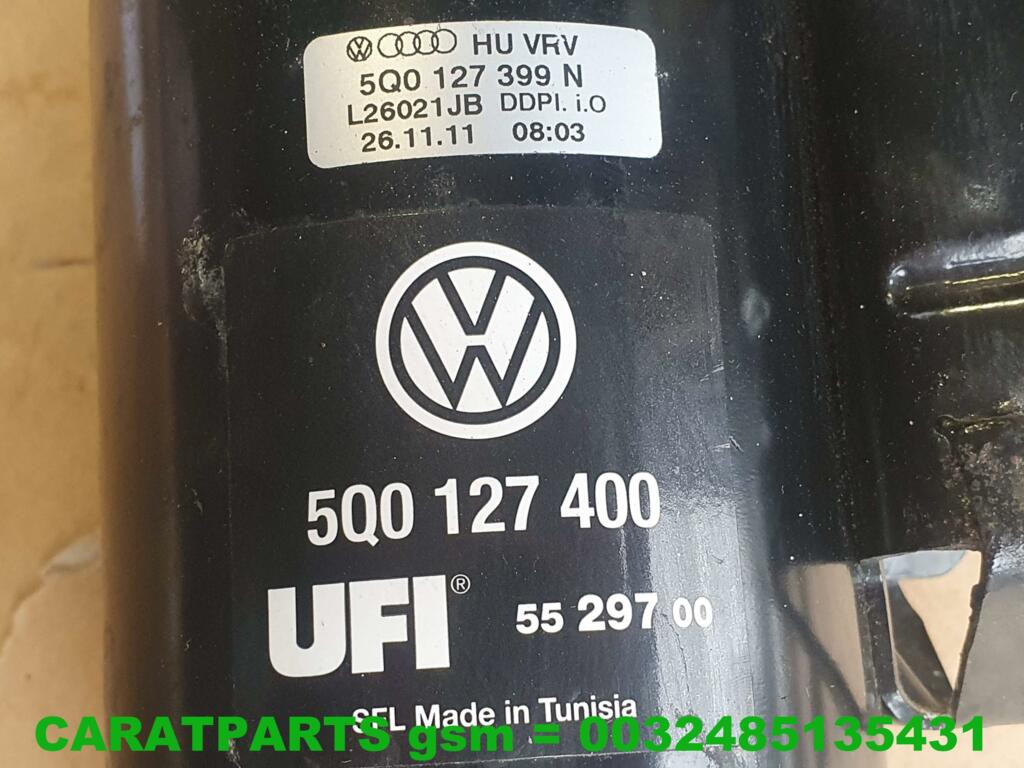 HU VRV
5Q0 127 399 N
L26021JB DDPI. i.O
26.11.11 08:03
5Q0 127 400
UFI® 55 297 00
SFL Made in Tunisia
CARATPARTS gsm = 0032485135431